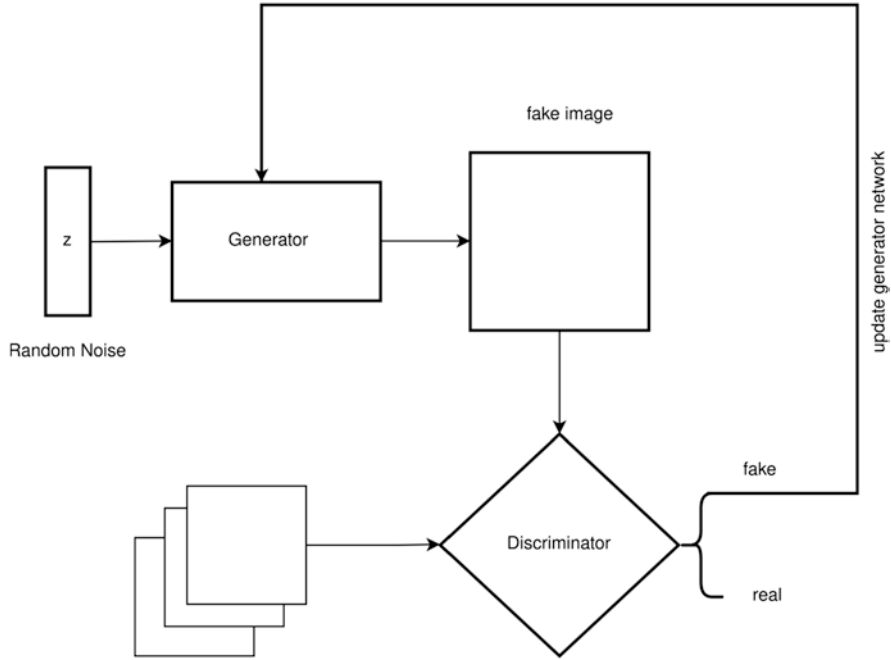 fake image
z
Generator
Random Noise
update generator network
fake
Discriminator
real